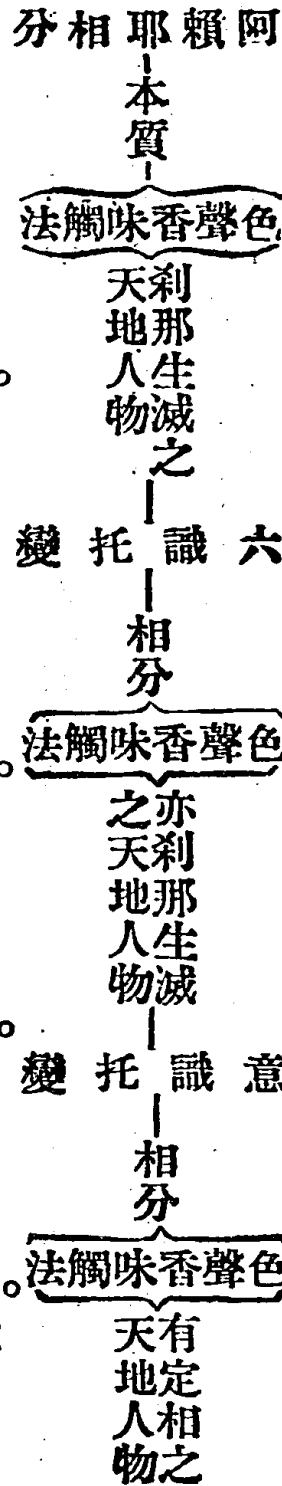 阿賴耶相分
本質
色聲香味觸法
刹那生滅之
天地人物
六識托變
相分
色聲香味觸法
亦刹那生滅
之天地人物
意識托變
相分
色聲香味觸法
有定相之
天地人物